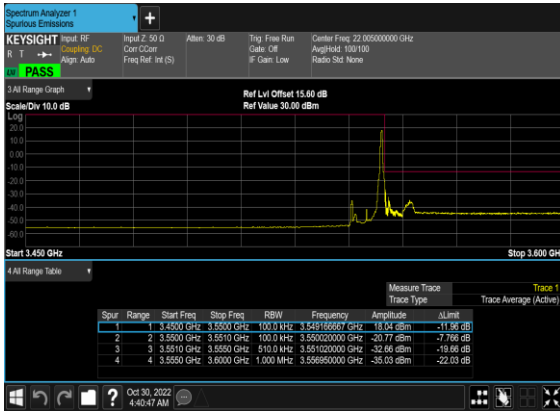 Spectrum Analyzer 1
Spurious Emissions
+
KEYSIGHT Input: RF Input Z: 50 Ω Atten: 30 dB Trig: Free Run Center Freq: 22.005000000 GHz
R T Coupling: DC Corr CCorr Gate: Off Avg|Hold: 100/100
Align: Auto Freq Ref: Int (S) IF Gain: Low Radio Std: None
PASS
3 All Range Graph
Ref Lvl Offset 15.60 dB
Scale/Div 10.0 dB Ref Value 30.00 dBm
Log
20.0
10.0
0.00
-10.0
-20.0
-30.0
-40.0
-50.0
-60.0
Start 3.450 GHz Stop 3.600 GH
4 All Range Table
Measure Trace Trace 1
Trace Type Trace Average (Active)
Spur Range Start Freq Stop Freq RBW Frequency Amplitude ΔLimit
1 1 3.4500 GHz 3.5500 GHz 100.0 kHz 3.549166667 GHz 18.04 dBm -11.96 dB
2 2 3.5500 GHz 3.5510 GHz 100.0 kHz 3.550020000 GHz -20.77 dBm -7.766 dB
3 3 3.5510 GHz 3.5550 GHz 510.0 kHz 3.551020000 GHz -32.66 dBm -19.66 dB
4 4 3.5550 GHz 3.6000 GHz 1.000 MHz 3.556950000 GHz -35.03 dBm -22.03 dB
? Oct 30, 2022
4:40:47 AM